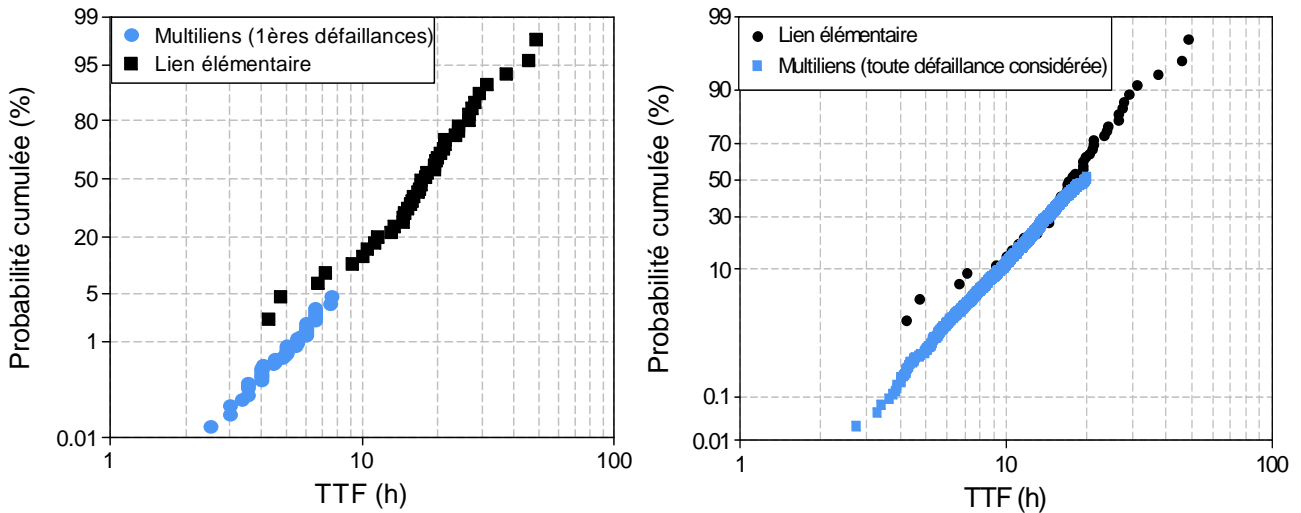 99
95
80
50
20
5
1
0.01
Probabilité cumulée (%)
Multiliens (1ères défaillances)
Lien élémentaire
1
10
100
TTF (h)
99
90
70
50
30
10
0.1
0.01
Probabilité cumulée (%)
Lien élémentaire
Multiliens (toute défaillance considérée)
1
10
100
TTF (h)